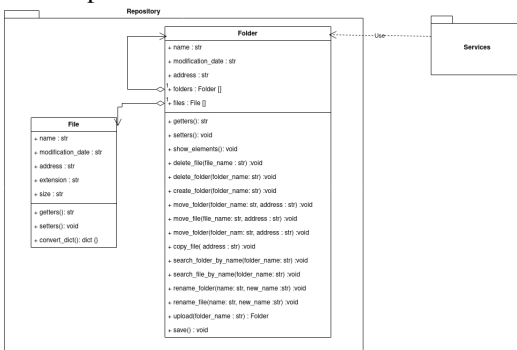 Repository
Folder
+ name : str
+ modification_date : str
+ address : str
1
+ folders : Folder []
1
+ files : File []
+ getters(): str
+ setters(): void
+ show_elements() : void
+ delete_file(file_name : str) :void
+ delete_folder(folder_name: str) :void
+ create_folder(folder_name: str) :void
+ move_folder(folder_name: str, address : str) :void
+ move_file(file_name: str, address : str) :void
+ move_folder(folder_nam: str, address : str) :void
+ copy_file( address : str) :void
+ search_folder_by_name(folder_name: str) :void
+ search_file_by_name(folder_name: str) :void
+ rename_folder(name: str, new_name :str) :void
+ rename_file(name: str, new_name :str) :void
+ upload(folder_name : str) : Folder
+ save() : void
File
+ name : str
+ modification_date : str
+ address : str
+ extension : str
+ size : str
+ getters(): str
+ setters(): void
+ convert_dict(): dict {}
Use
Services